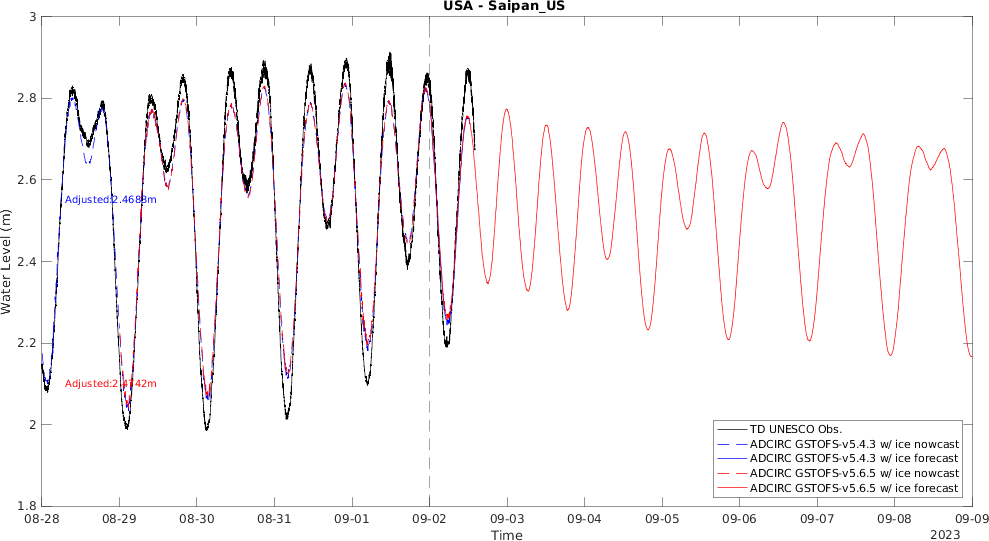 USA - Saipan_US
3
2.8
2.6
2.4
2.2
2
1.8
Water Level (m)
Adjusted:2.4683m
Adjusted:2.4742m
TD UNESCO Obs.
ADCIRC GSTOFS-v5.4.3 w/ ice nowcast
ADCIRC GSTOFS-v5.4.3 w/ ice forecast
ADCIRC GSTOFS-v5.6.5 w/ ice nowcast
ADCIRC GSTOFS-v5.6.5 w/ ice forecast
08-28 08-29 08-30 08-31 09-01 09-02 09-03 09-04 09-05 09-06 09-07 09-08 09-09
Time
2023